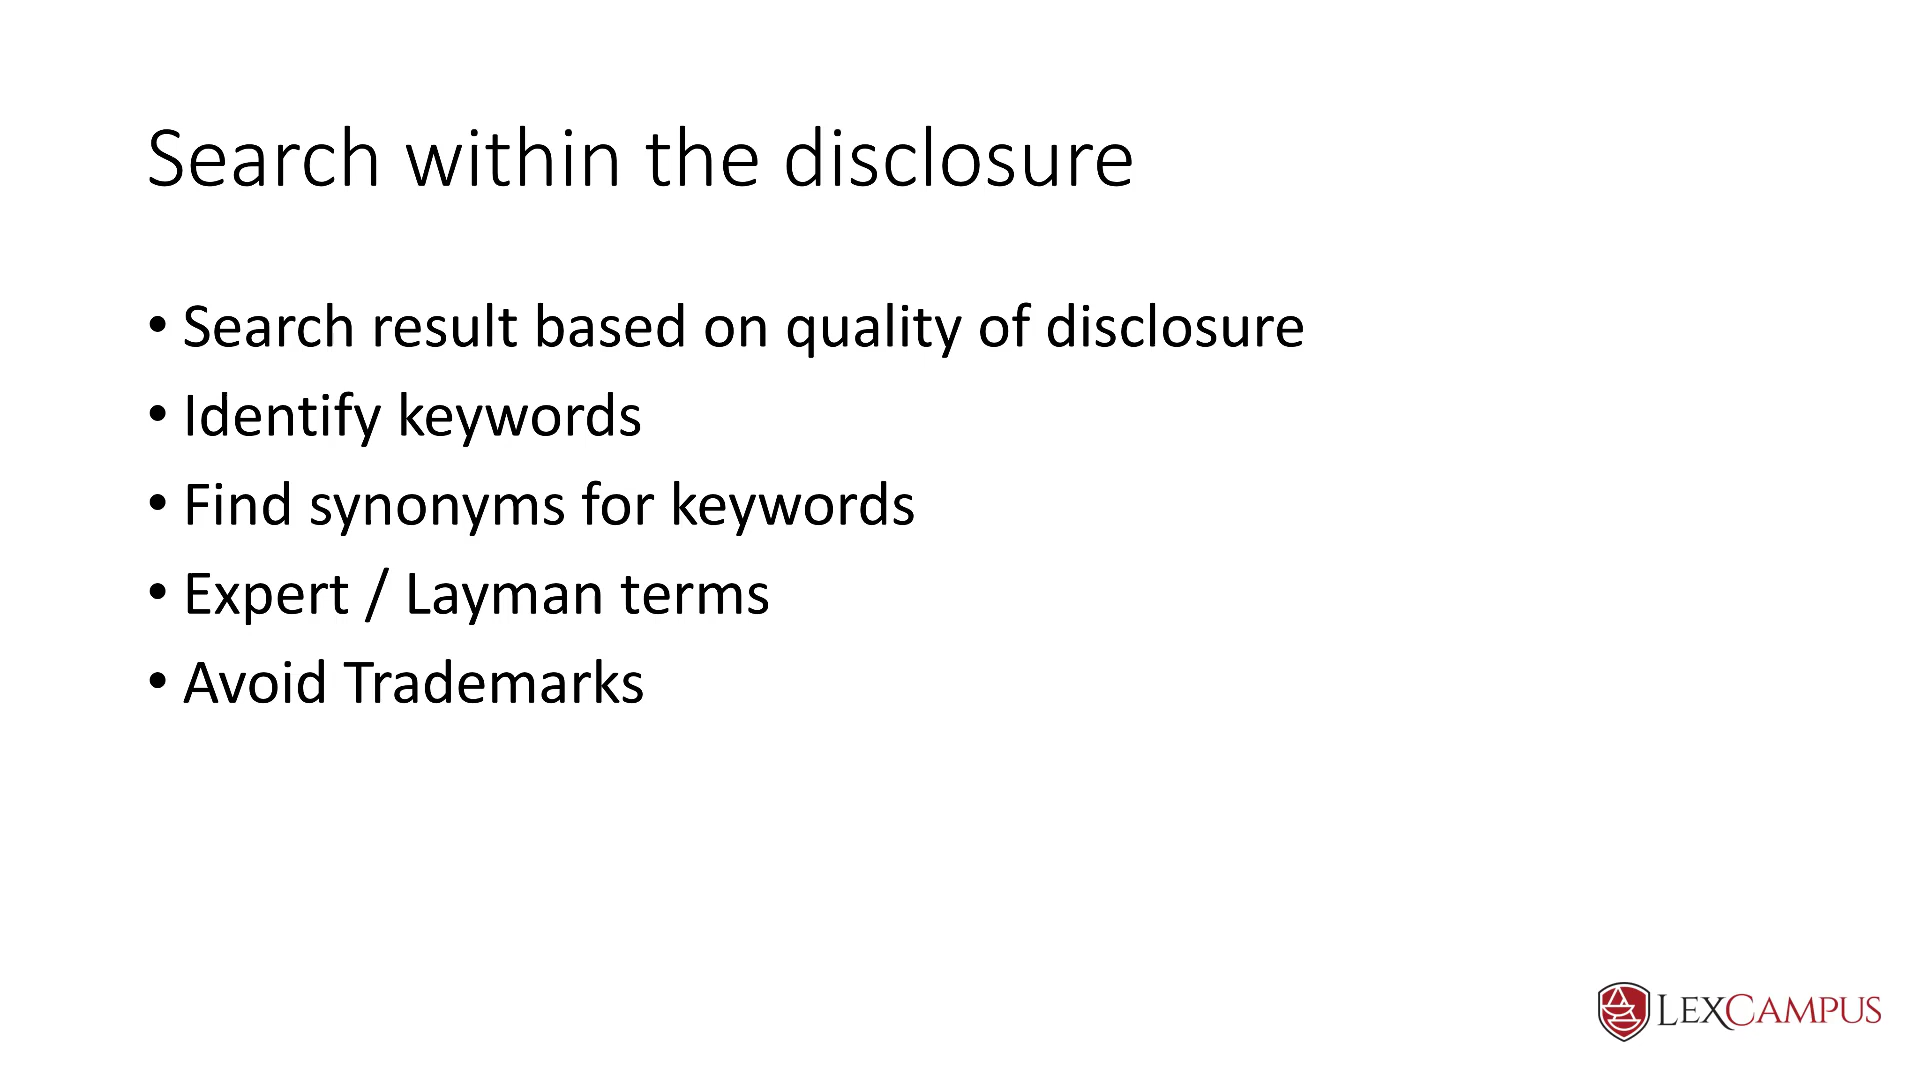 Search within the disclosure
• Search result based on quality of disclosure
• Identify keywords
• Find synonyms for keywords
• Expert / Layman terms
• Avoid Trademarks
LEXCAMPUS